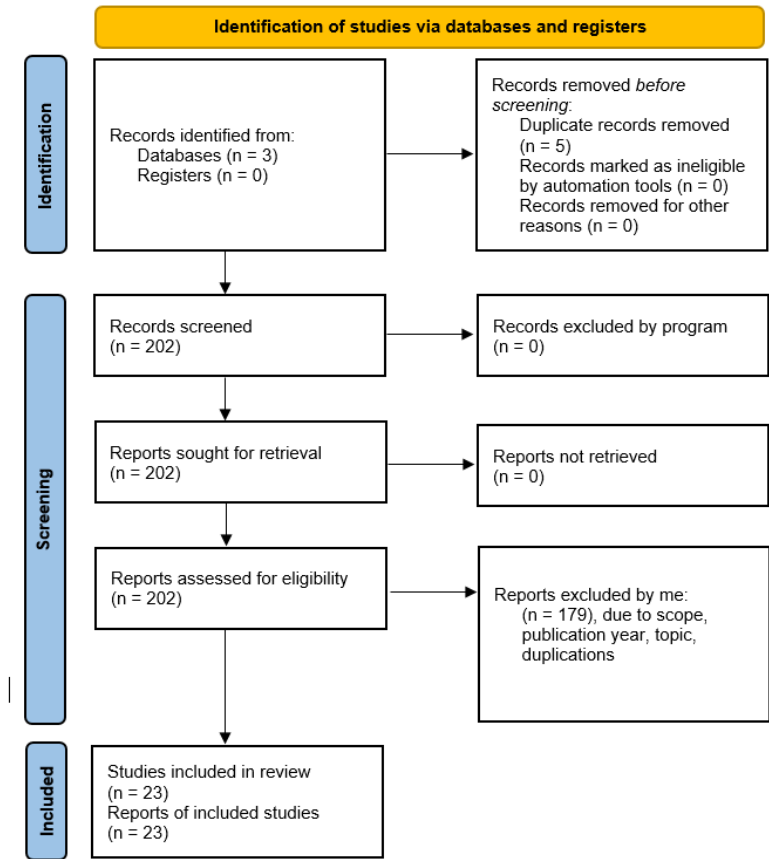 Identification of studies via databases and registers
Identification
Records identified from:
Databases (n = 3)
Registers (n = 0)
Records removed before
screening:
Duplicate records removed
(n = 5)
Records marked as ineligible
by automation tools (n = 0)
Records removed for other
reasons (n = 0)
Screening
Records screened
(n = 202)
Records excluded by program
(n = 0)
Reports sought for retrieval
(n = 202)
Reports not retrieved
(n = 0)
Reports assessed for eligibility
(n = 202)
Reports excluded by me:
(n = 179), due to scope,
publication year, topic,
duplications
Included
Studies included in review
(n = 23)
Reports of included studies
(n = 23)